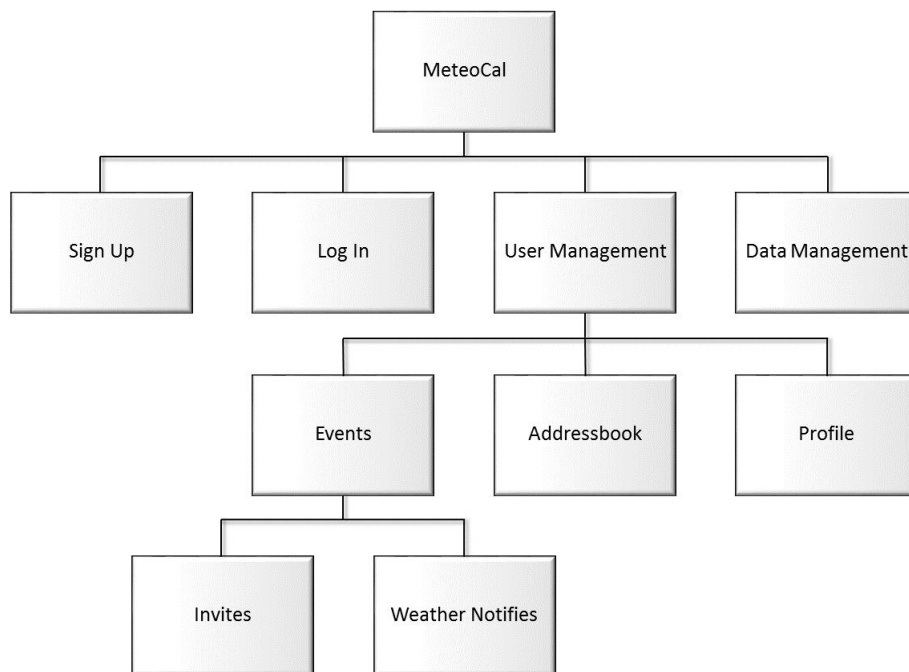 MeteoCal
Sign Up
Log In
User Management
Data Management
Events
Addressbook
Profile
Invites
Weather Notifies